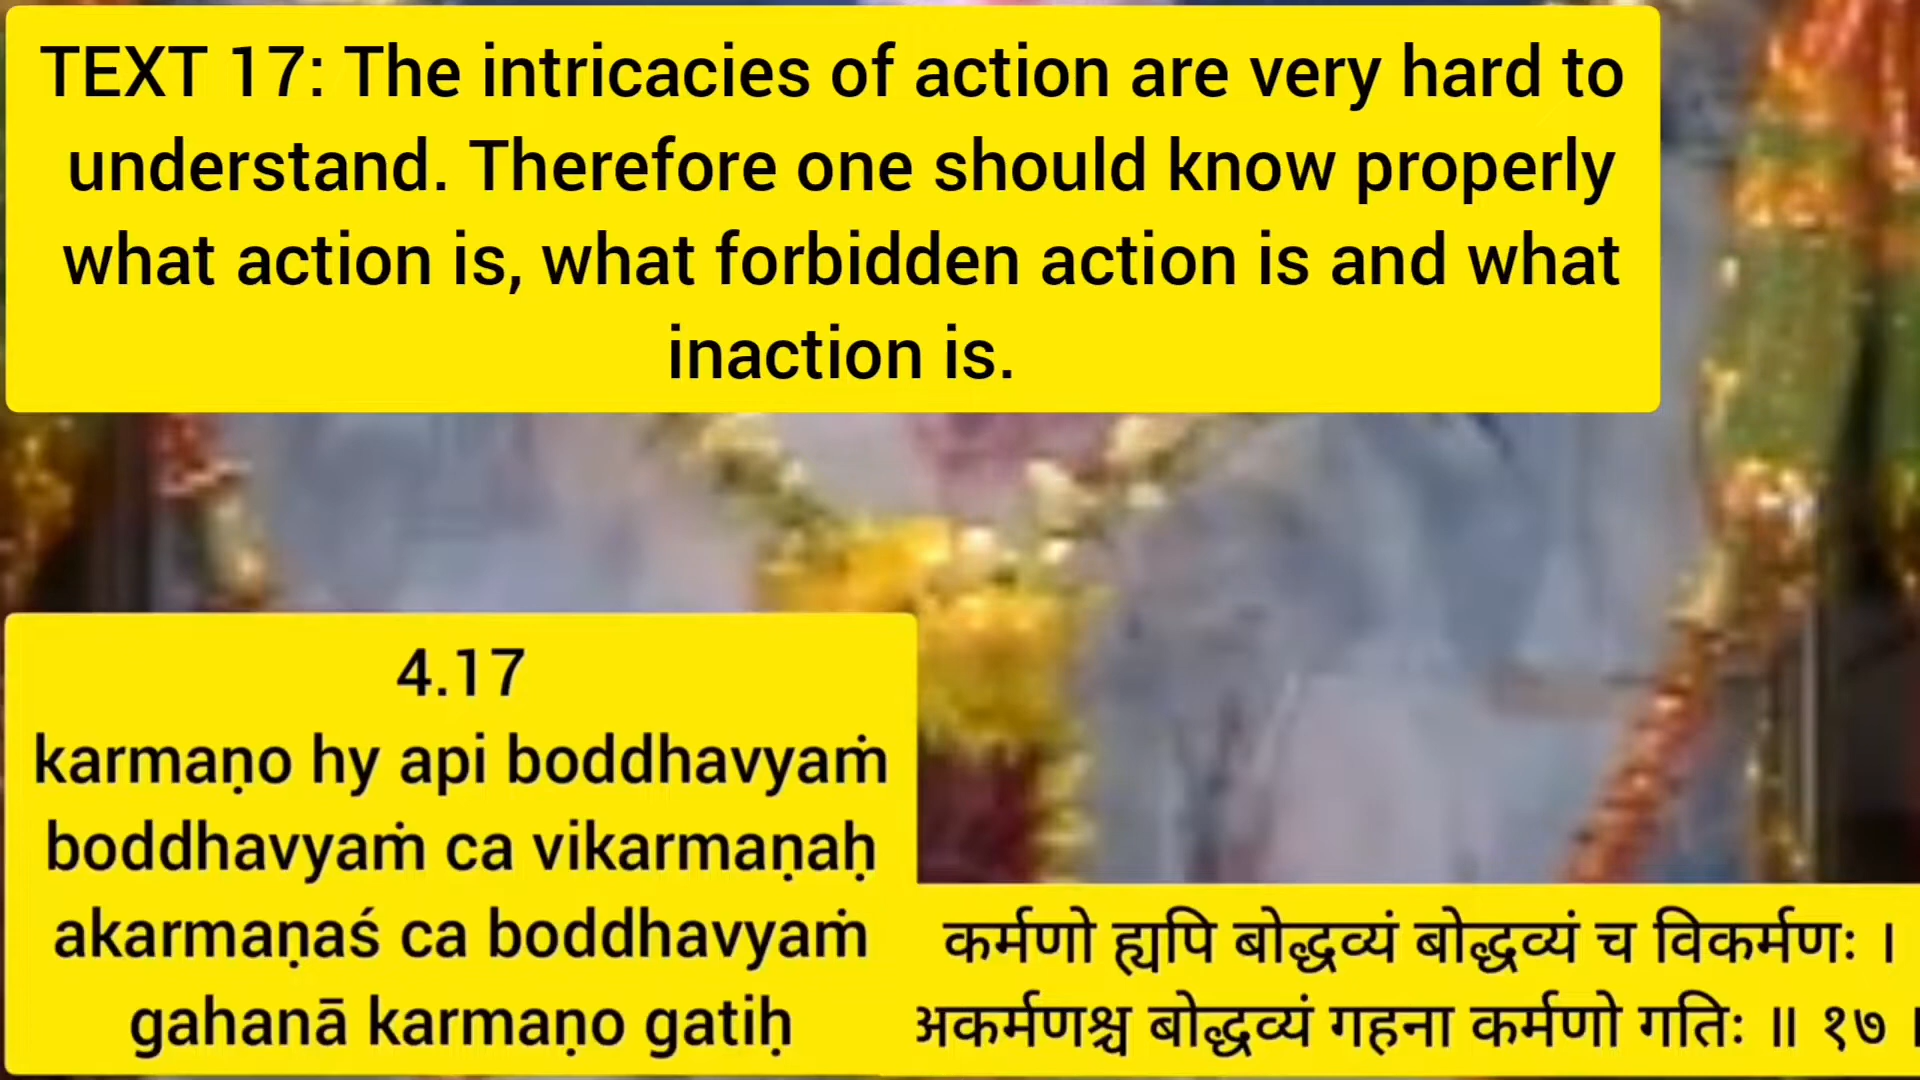 TEXT 17: The intricacies of action are very hard to
understand. Therefore one should know properly
what action is, what forbidden action is and what
inaction is.
4.17
karmaṇo hy api boddhavyaṁ
boddhavyaṁ ca vikarmaṇaḥ
akarmaṇaś ca boddhavyaṁ
gahanā karmaṇo gatiḥ
कर्मणो ह्यपि बोद्धव्यं बोद्धव्यं च विकर्मणः ।
अकर्मणश्च बोद्धव्यं गहना कर्मणो गतिः ॥ १७ ।